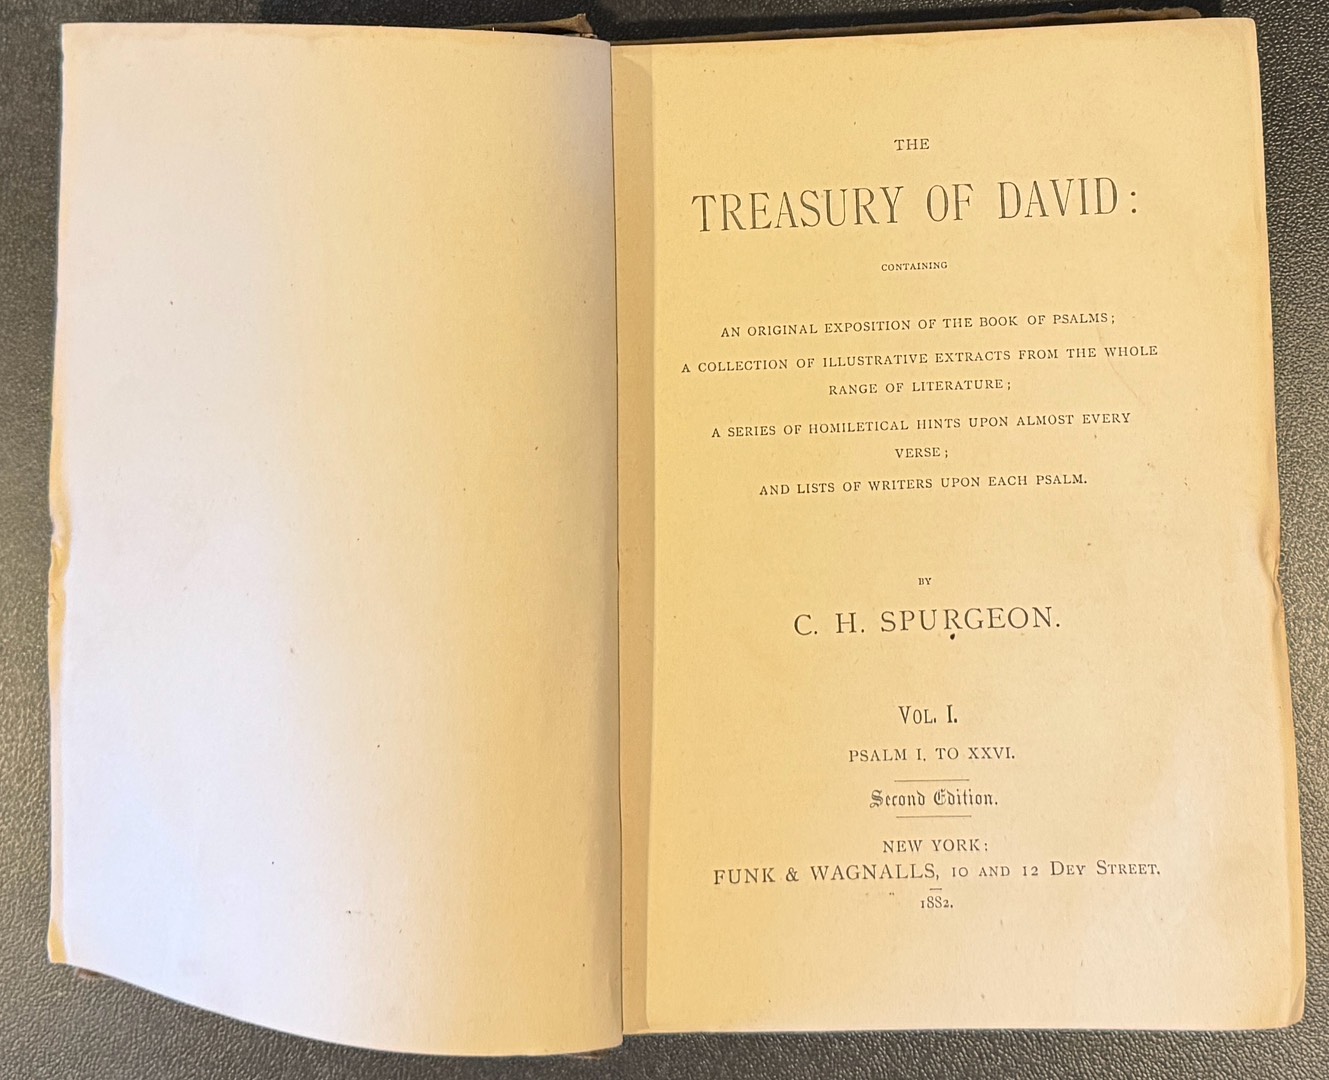 THE
TREASURY OF DAVID:
CONTAINING
AN ORIGINAL EXPOSITION OF THE BOOK OF PSALMS;
A COLLECTION OF ILLUSTRATIVE EXTRACTS FROM THE WHOLE
RANGE OF LITERATURE;
A SERIES OF HOMILETICAL HINTS UPON ALMOST EVERY
VERSE;
AND LISTS OF WRITERS UPON EACH PSALM.
BY
C. H. SPURGEON.
VOL. I.
PSALM I. TO XXVI.
Second Edition.
NEW YORK:
FUNK & WAGNALLS, 10 AND 12 DEY STREET.
1882.